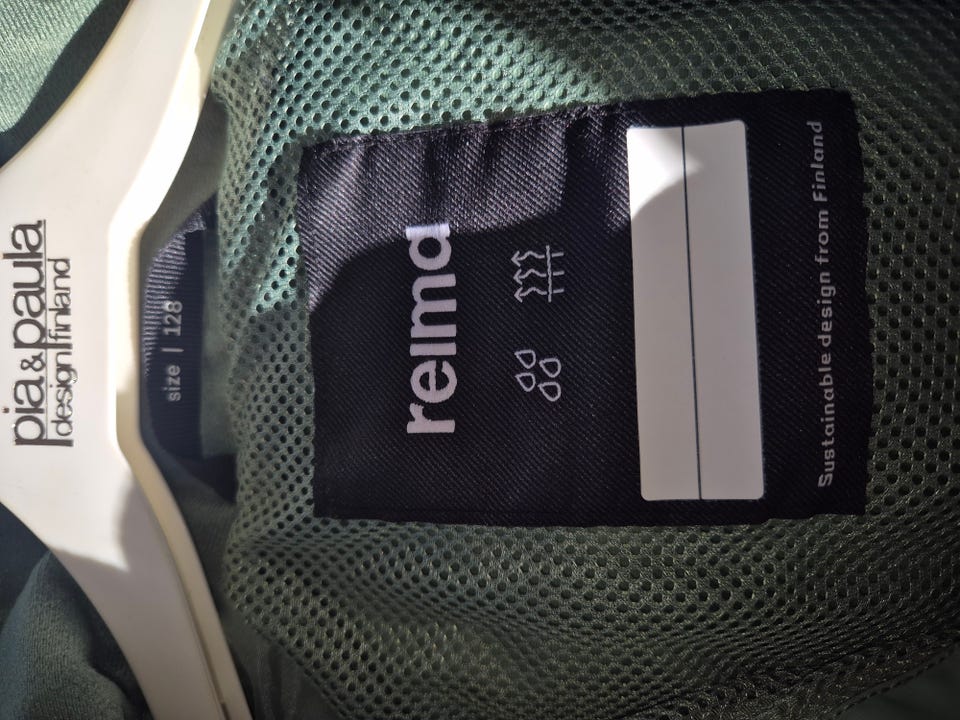 pia & paula
design finland
size | 128
reima
Sustainable design from Finland